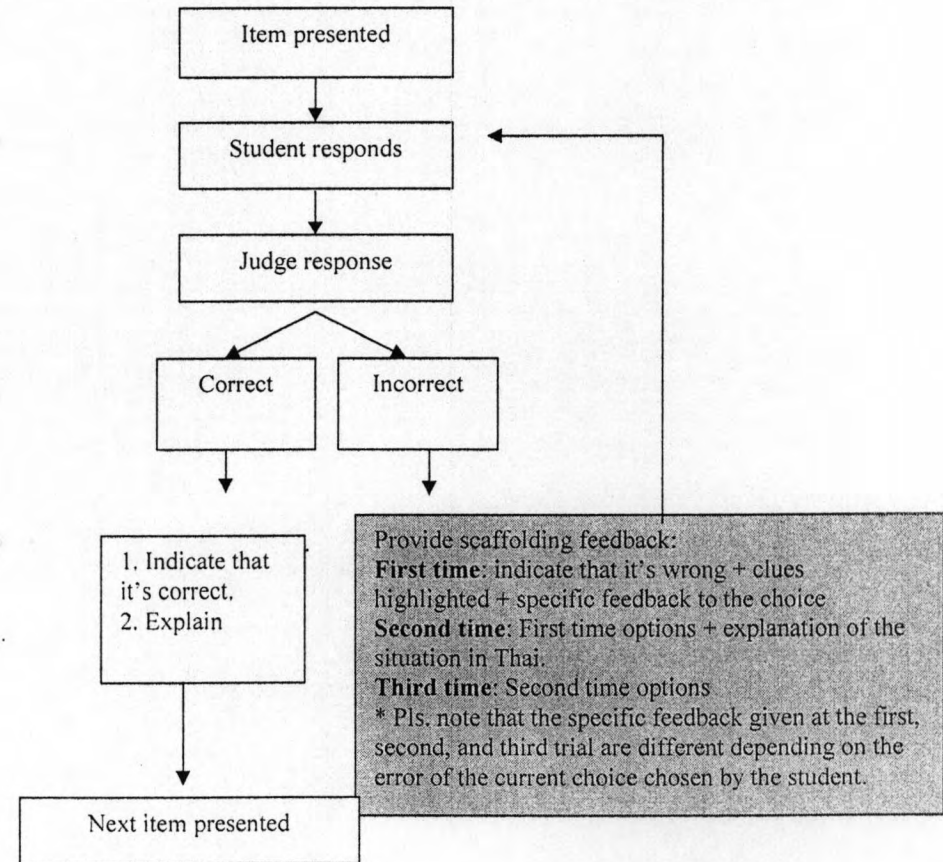 Item presented
Student responds
Judge response
Correct
Incorrect
1. Indicate that
it's correct.
2. Explain
Provide scaffolding feedback:
First time: indicate that it's wrong + clues
highlighted + specific feedback to the choice
Second time: First time options + explanation of the
situation in Thai.
Third time: Second time options
* Pls. note that the specific feedback given at the first,
second, and third trial are different depending on the
error of the current choice chosen by the student.
Next item presented